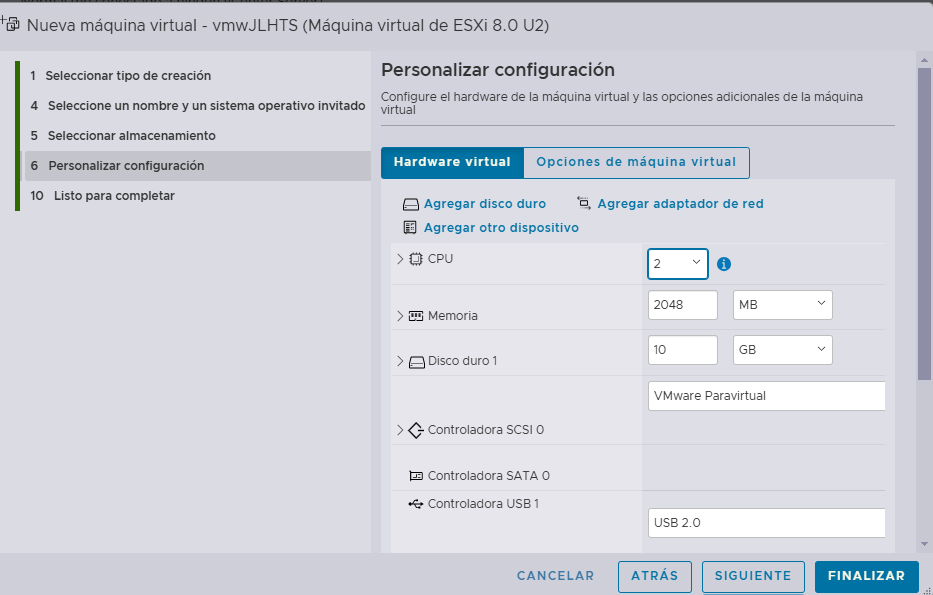 Nueva máquina virtual - vmwJLHTS (Máquina virtual de ESXi 8.0 U2)
1 Seleccionar tipo de creación
4 Seleccione un nombre y un sistema operativo invitado
5 Seleccionar almacenamiento
6 Personalizar configuración
10 Listo para completar
Personalizar configuración
Configure el hardware de la máquina virtual y las opciones adicionales de la máquina
virtual
Hardware virtual
Opciones de máquina virtual
Agregar disco duro
Agregar adaptador de red
Agregar otro dispositivo
CPU
2
Memoria
2048
MB
Disco duro 1
10
GB
VMware Paravirtual
Controladora SCSI 0
Controladora SATA 0
Controladora USB 1
USB 2.0
CANCELAR
ATRÁS
SIGUIENTE
FINALIZAR